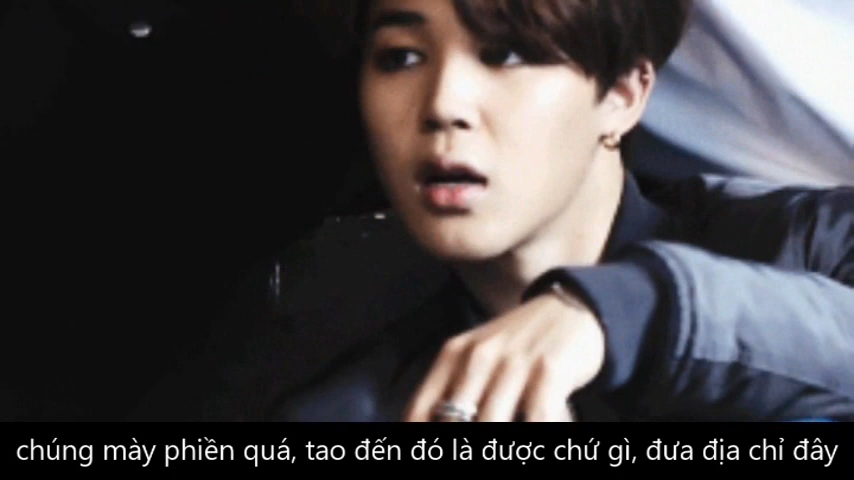 chúng mày phiền quá, tao đến đó là được chứ gì, đưa địa chỉ đây